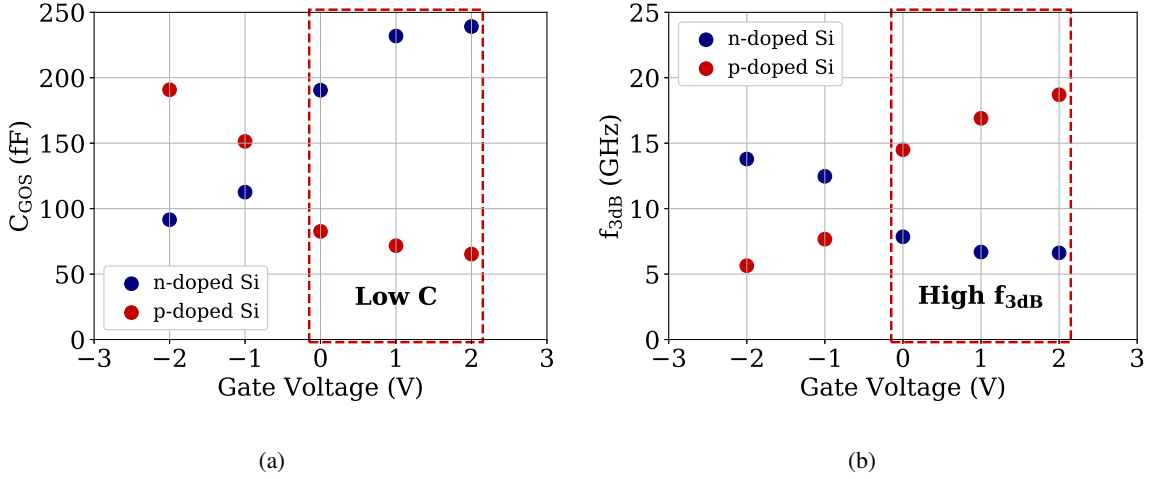 250
200
150
100
50
0
C_GOS (fF)
n-doped Si
p-doped Si
Low C
−3 −2 −1 0 1 2 3
Gate Voltage (V)
(a)
25
20
15
10
5
0
f_3dB (GHz)
n-doped Si
p-doped Si
High f_3dB
−3 −2 −1 0 1 2 3
Gate Voltage (V)
(b)